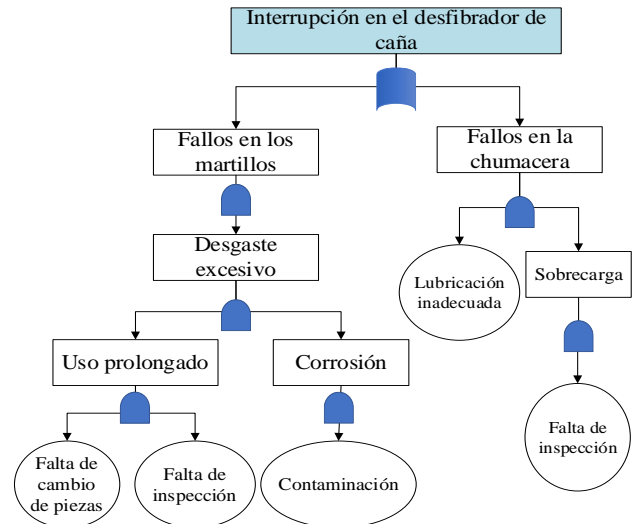 Interrupción en el desfibrador de
caña
Fallos en los
martillos
Fallos en la
chumacera
Desgaste
excesivo
Lubricación
inadecuada
Sobrecarga
Uso prolongado
Corrosión
Falta de
cambio
de piezas
Falta de
inspección
Contaminación
Falta de
inspección